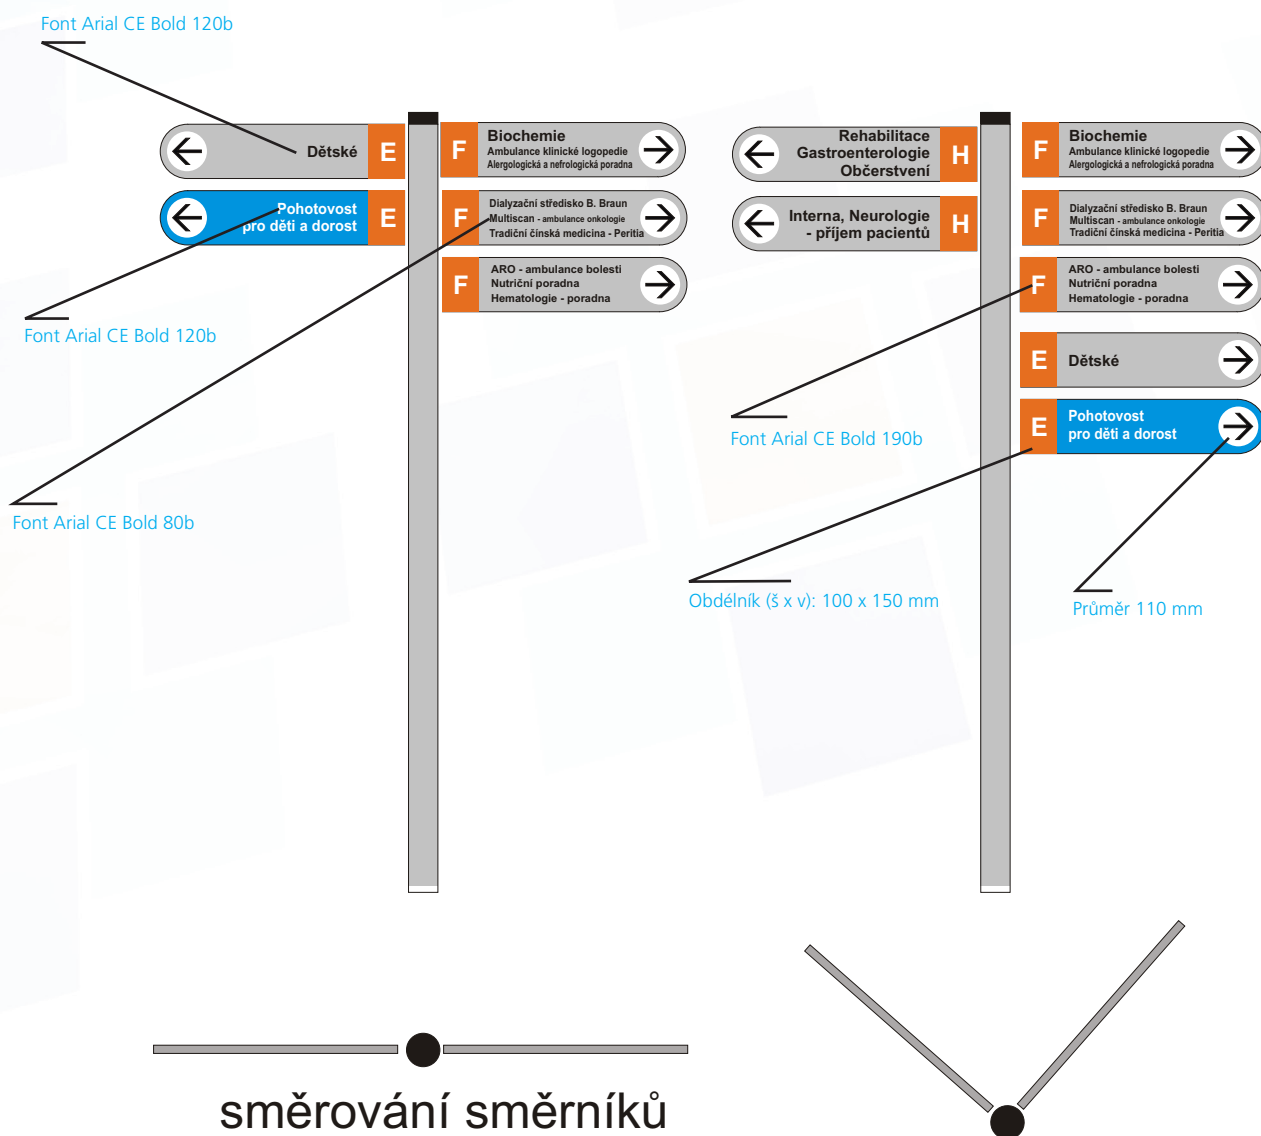 Font Arial CE Bold 120b
Dětské
E
Pohotovost
pro děti a dorost
E
F
Biochemie
Ambulance klinické logopedie
Alergologická a nefrologická poradna
F
Dialyzační středisko B. Braun
Multiscan - ambulance onkologie
Tradiční čínská medicina - Peritia
F
ARO - ambulance bolesti
Nutriční poradna
Hematologie - poradna
Font Arial CE Bold 120b
Font Arial CE Bold 80b
Rehabilitace
Gastroenterologie
Občerstvení
H
Interna, Neurologie
- příjem pacientů
H
F
Biochemie
Ambulance klinické logopedie
Alergologická a nefrologická poradna
F
Dialyzační středisko B. Braun
Multiscan - ambulance onkologie
Tradiční čínská medicina - Peritia
F
ARO - ambulance bolesti
Nutriční poradna
Hematologie - poradna
E
Dětské
E
Pohotovost
pro děti a dorost
Font Arial CE Bold 190b
Obdélník (š x v): 100 x 150 mm
Průměr 110 mm
směrování směrníků